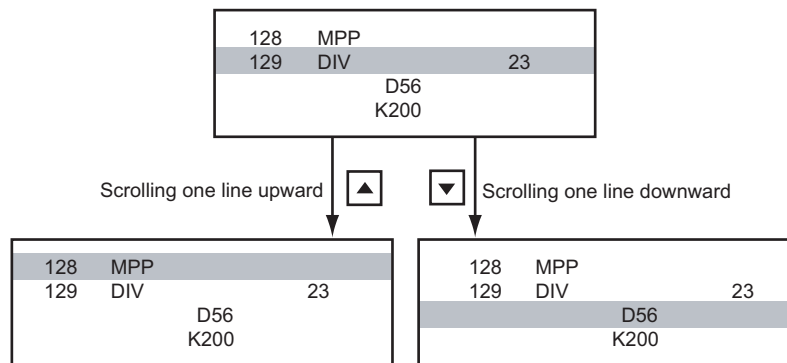 128 MPP
129 DIV 23
D56
K200
Scrolling one line upward ▲
▼ Scrolling one line downward
128 MPP
129 DIV 23
D56
K200
128 MPP
129 DIV 23
D56
K200